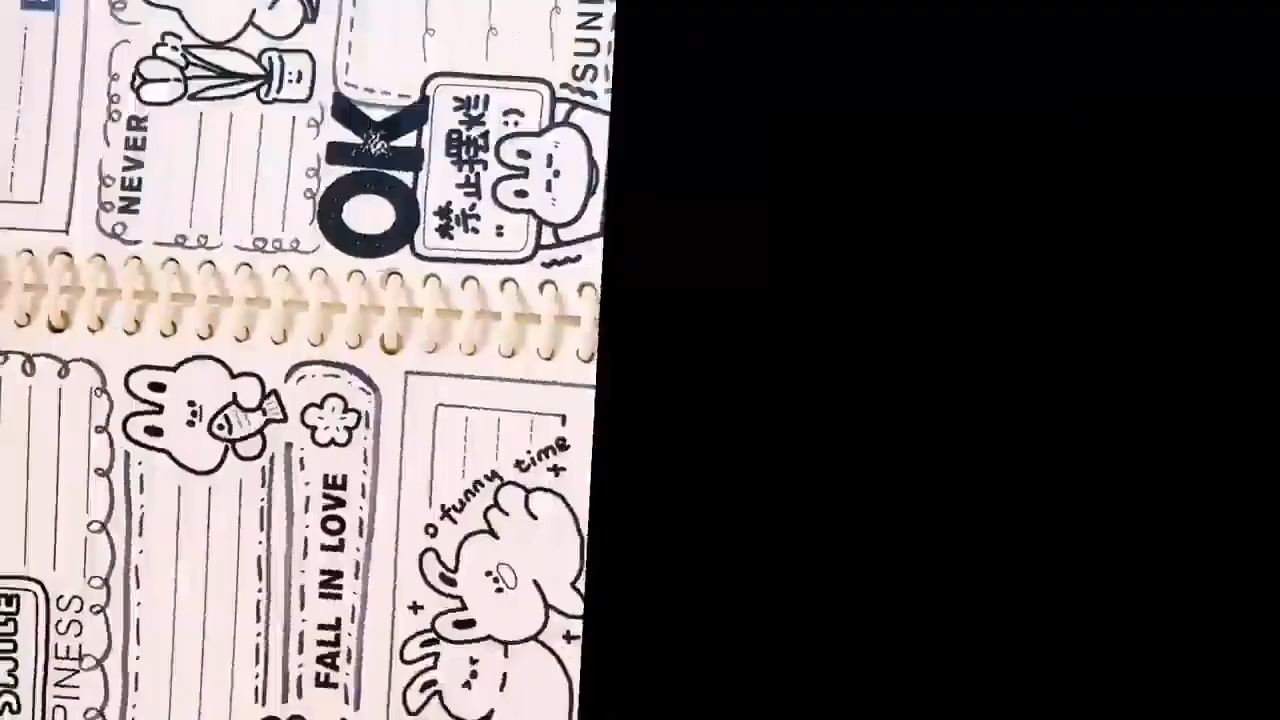 NEVER
OK
禁止摆烂
:)
SUN
FALL IN LOVE
funny time
SMILE
PINESS